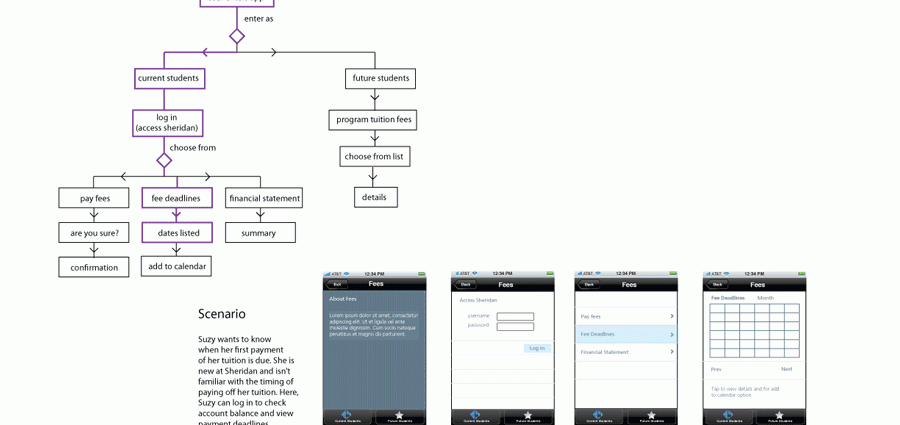 enter as
current students
future students
log in
(access sheridan)
program tuition fees
choose from
choose from list
pay fees
fee deadlines
financial statement
details
are you sure?
dates listed
summary
confirmation
add to calendar
Scenario
Suzy wants to know
when her first payment
of her tuition is due. She is
new at Sheridan and isn't
familiar with the timing of
paying off her tuition. Here,
Suzy can log in to check
account balance and view
payment deadlines
AT&T 12:34 PM
Exit Fees
About Fees
Lorem ipsum dolor sit amet, consectetur
adipiscing elit. Ut et ligula vel ante
molestie dignissim. Cum sociis natoque
penatibus et magnis dis parturient.
Current Students Future Students
AT&T 12:34 PM
Back Fees
Access Sheridan
username
password
Log in
Current Students Future Students
AT&T 12:34 PM
Back Fees
Pay fees
Fee Deadlines
Financial Statement
Current Students Future Students
AT&T 12:34 PM
Back Fees
Fee Deadlines Month
Prev Next
Tap to view details and for add
to calendar option
Current Students Future Students